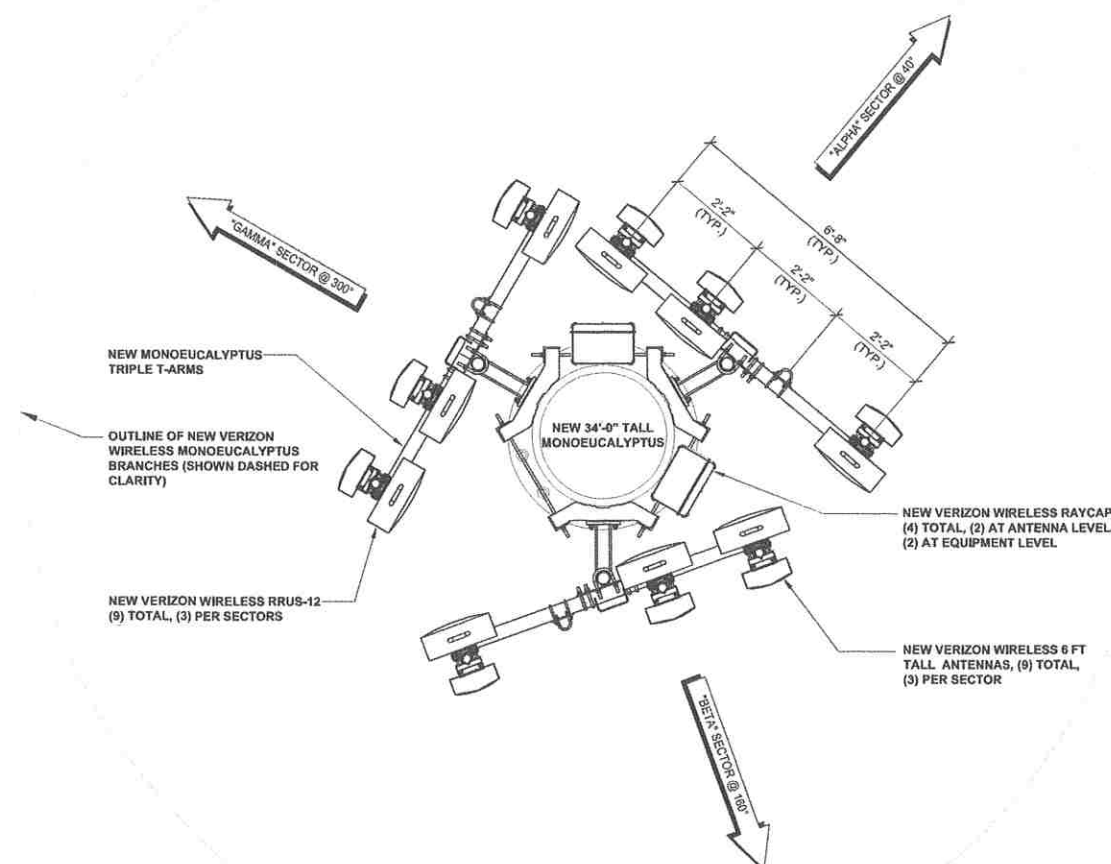 "ALPHA" SECTOR @ 40°
"GAMMA" SECTOR @ 300°
2'-2"
(TYP.)
6'-8"
(TYP.)
2'-2"
(TYP.)
2'-2"
(TYP.)
NEW MONOEUCALYPTUS
TRIPLE T-ARMS
OUTLINE OF NEW VERIZON
WIRELESS MONOEUCALYPTUS
BRANCHES (SHOWN DASHED FOR
CLARITY)
NEW 34'-0" TALL
MONOEUCALYPTUS
NEW VERIZON WIRELESS RAYCAP
(4) TOTAL, (2) AT ANTENNA LEVEL
(2) AT EQUIPMENT LEVEL
NEW VERIZON WIRELESS RRUS-12
(9) TOTAL, (3) PER SECTORS
NEW VERIZON WIRELESS 6 FT
TALL ANTENNAS, (9) TOTAL,
(3) PER SECTOR
"BETA" SECTOR @ 160°